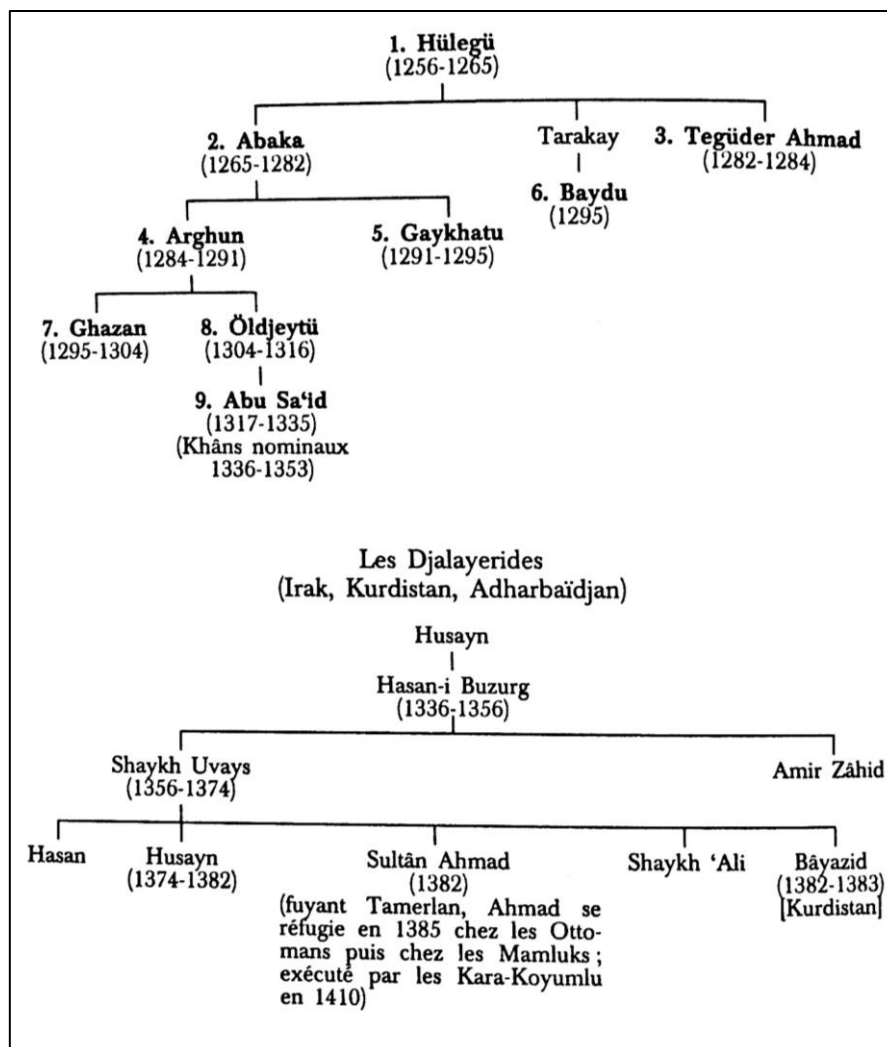 1. Hülegü
(1256-1265)
2. Abaka
(1265-1282)
Tarakay
3. Tegüder Ahmad
(1282-1284)
6. Baydu
(1295)
4. Arghun
(1284-1291)
5. Gaykhatu
(1291-1295)
7. Ghazan
(1295-1304)
8. Öldjeytü
(1304-1316)
9. Abu Sa‘id
(1317-1335)
(Khâns nominaux
1336-1353)
Les Djalayerides
(Irak, Kurdistan, Adharbaïdjan)
Husayn
Hasan-i Buzurg
(1336-1356)
Shaykh Uvays
(1356-1374)
Amir Zâhid
Hasan
Husayn
(1374-1382)
Sultân Ahmad
(1382)
(fuyant Tamerlan, Ahmad se
réfugie en 1385 chez les Otto-
mans puis chez les Mamluks ;
exécuté par les Kara-Koyumlu
en 1410)
Shaykh ‘Ali
Bâyazid
(1382-1383)
[Kurdistan]